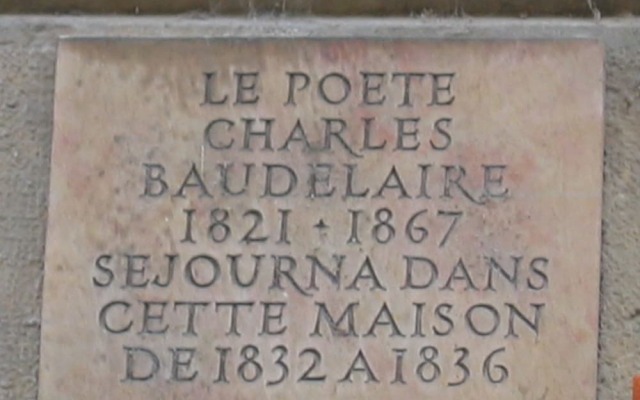 LE POETE
CHARLES
BAUDELAIRE
1821 + 1867
SEJOURNA DANS
CETTE MAISON
DE 1832 A 1836